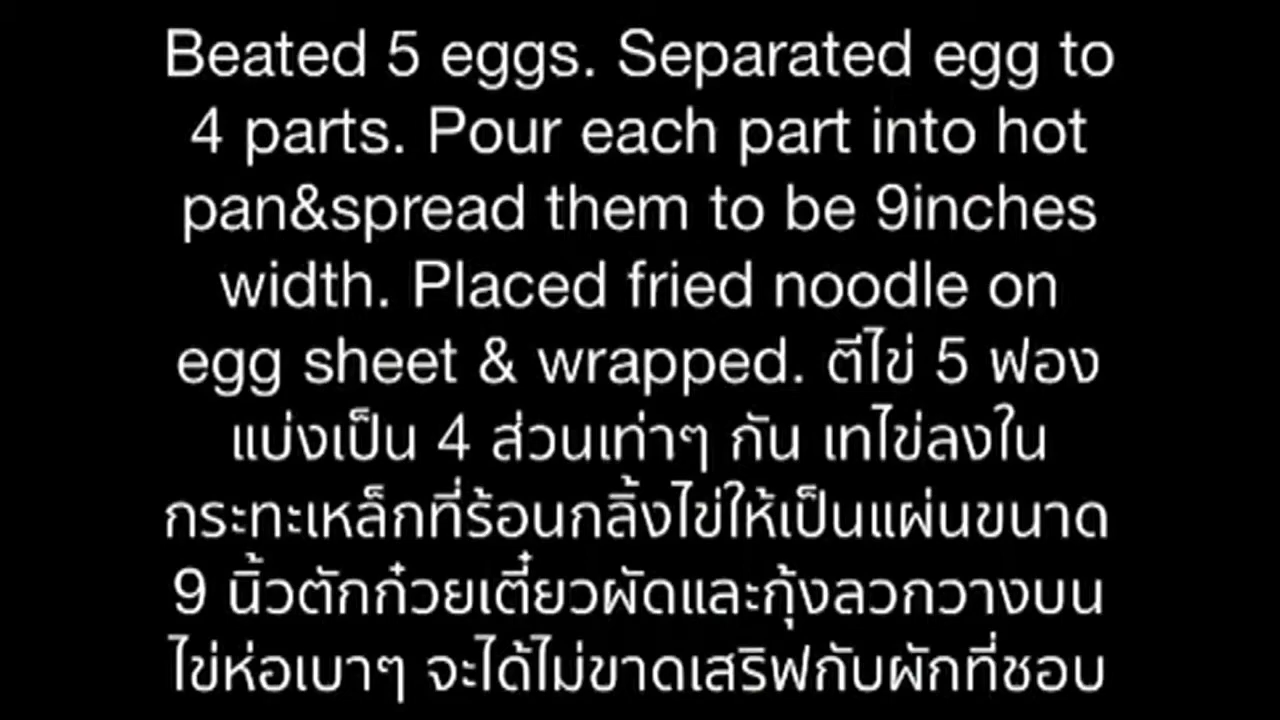 Beated 5 eggs. Separated egg to
4 parts. Pour each part into hot
pan&spread them to be 9inches
width. Placed fried noodle on
egg sheet & wrapped. ตีไข่ 5 ฟอง
แบ่งเป็น 4 ส่วนเท่าๆ กัน เทไข่ลงใน
กระทะเหล็กที่ร้อนกลิ้งไข่ให้เป็นแผ่นขนาด
9 นิ้วตักก๋วยเตี๋ยวผัดและกุ้งลวกวางบน
ไข่ห่อเบาๆ จะได้ไม่ขาดเสริฟกับผักที่ชอบ